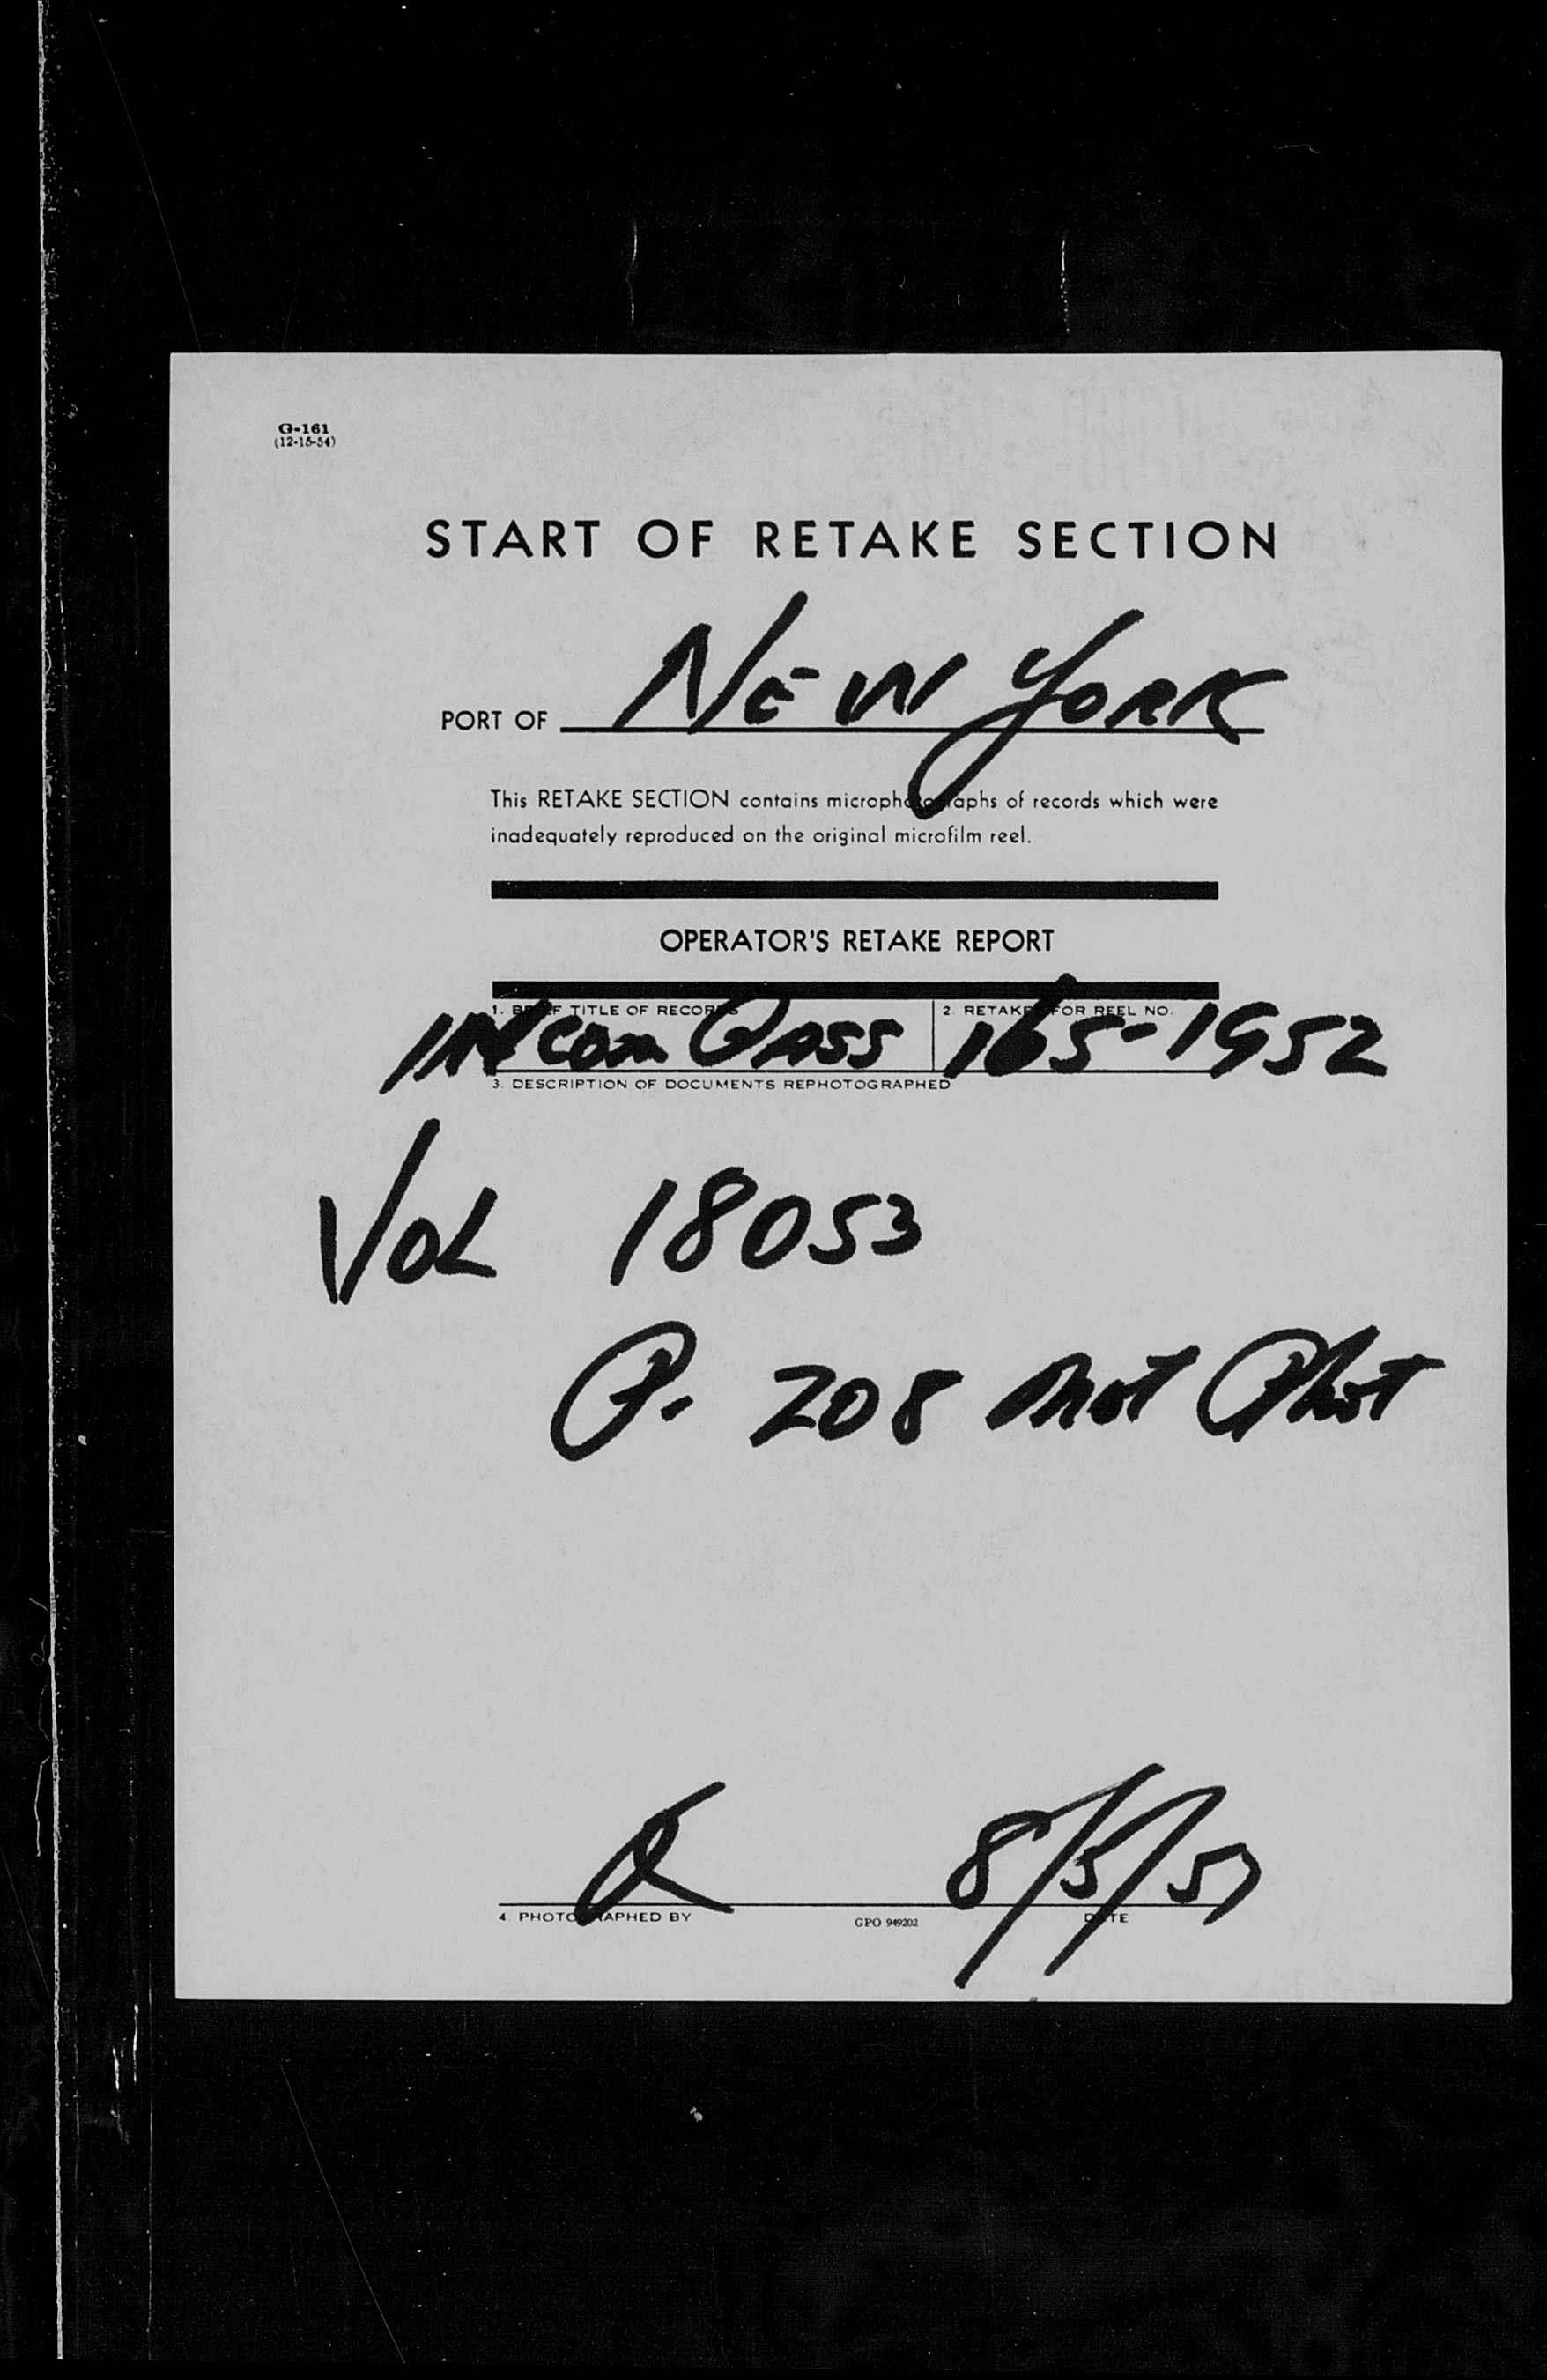 G-161
(12-15-54)
START OF RETAKE SECTION
PORT OF NEW YORK
This RETAKE SECTION contains microphotographs of records which were
inadequately reproduced on the original microfilm reel.
OPERATOR'S RETAKE REPORT
1. BRIEF TITLE OF RECORDS 2. RETAKES FOR REEL NO.
INCOM PASS 165-1952
3. DESCRIPTION OF DOCUMENTS REPHOTOGRAPHED
VOL 18053
P. 208 not Phot
8/5/57
4. PHOTOGRAPHED BY GPO 949202 DATE